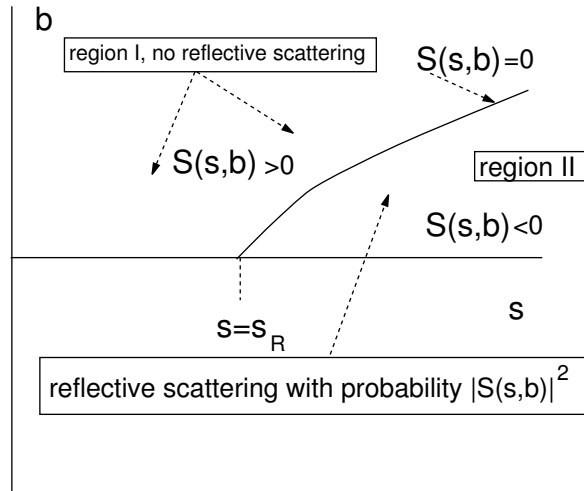 b
region I, no reflective scattering
S(s,b)=0
S(s,b) >0
region II
S(s,b) <0
s=s_R
s
reflective scattering with probability |S(s,b)|^2